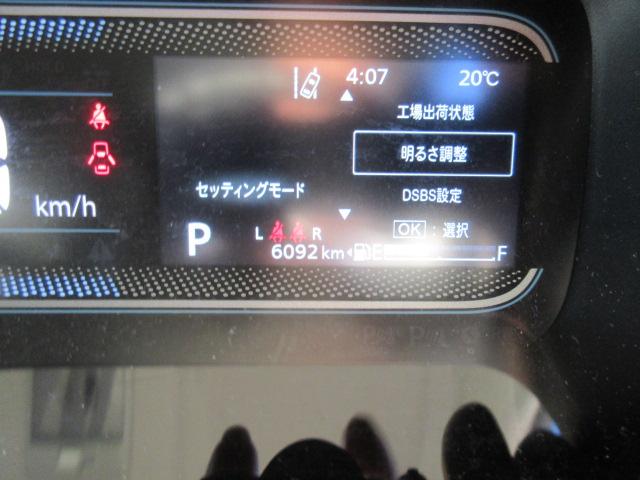 4:07 20℃
工場出荷状態
明るさ調整
セッティングモード
DSBS設定
km/h
OK : 選択
P
L R
6092 km E F